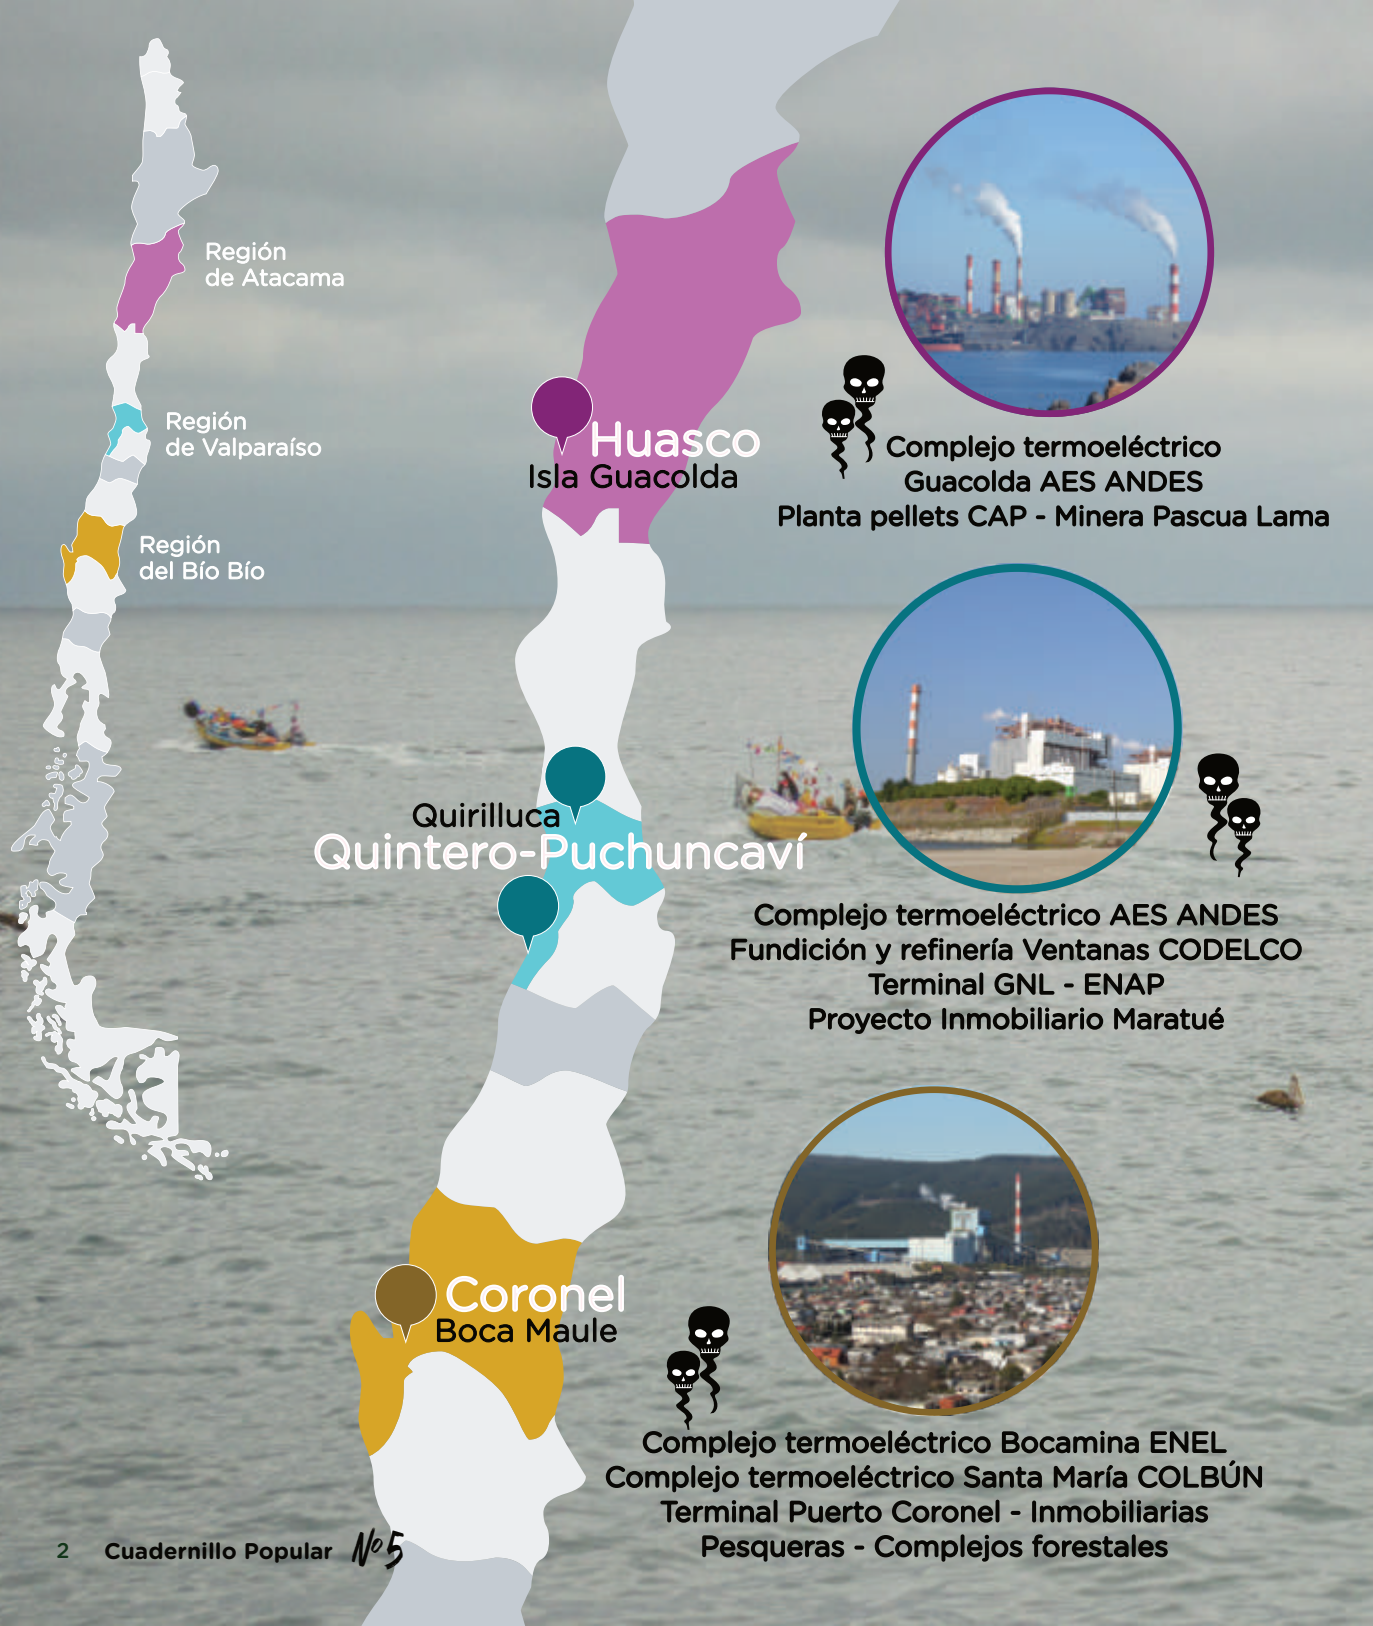 Región
de Atacama
Región
de Valparaíso
Región
del Bío Bío
Huasco
Isla Guacolda
Complejo termoeléctrico
Guacolda AES ANDES
Planta pellets CAP - Minera Pascua Lama
Quirilluca
Quintero-Puchuncaví
Complejo termoeléctrico AES ANDES
Fundición y refinería Ventanas CODELCO
Terminal GNL - ENAP
Proyecto Inmobiliario Maratué
Coronel
Boca Maule
Complejo termoeléctrico Bocamina ENEL
Complejo termoeléctrico Santa María COLBÚN
Terminal Puerto Coronel - Inmobiliarias
Pesqueras - Complejos forestales
2 Cuadernillo Popular Nº5